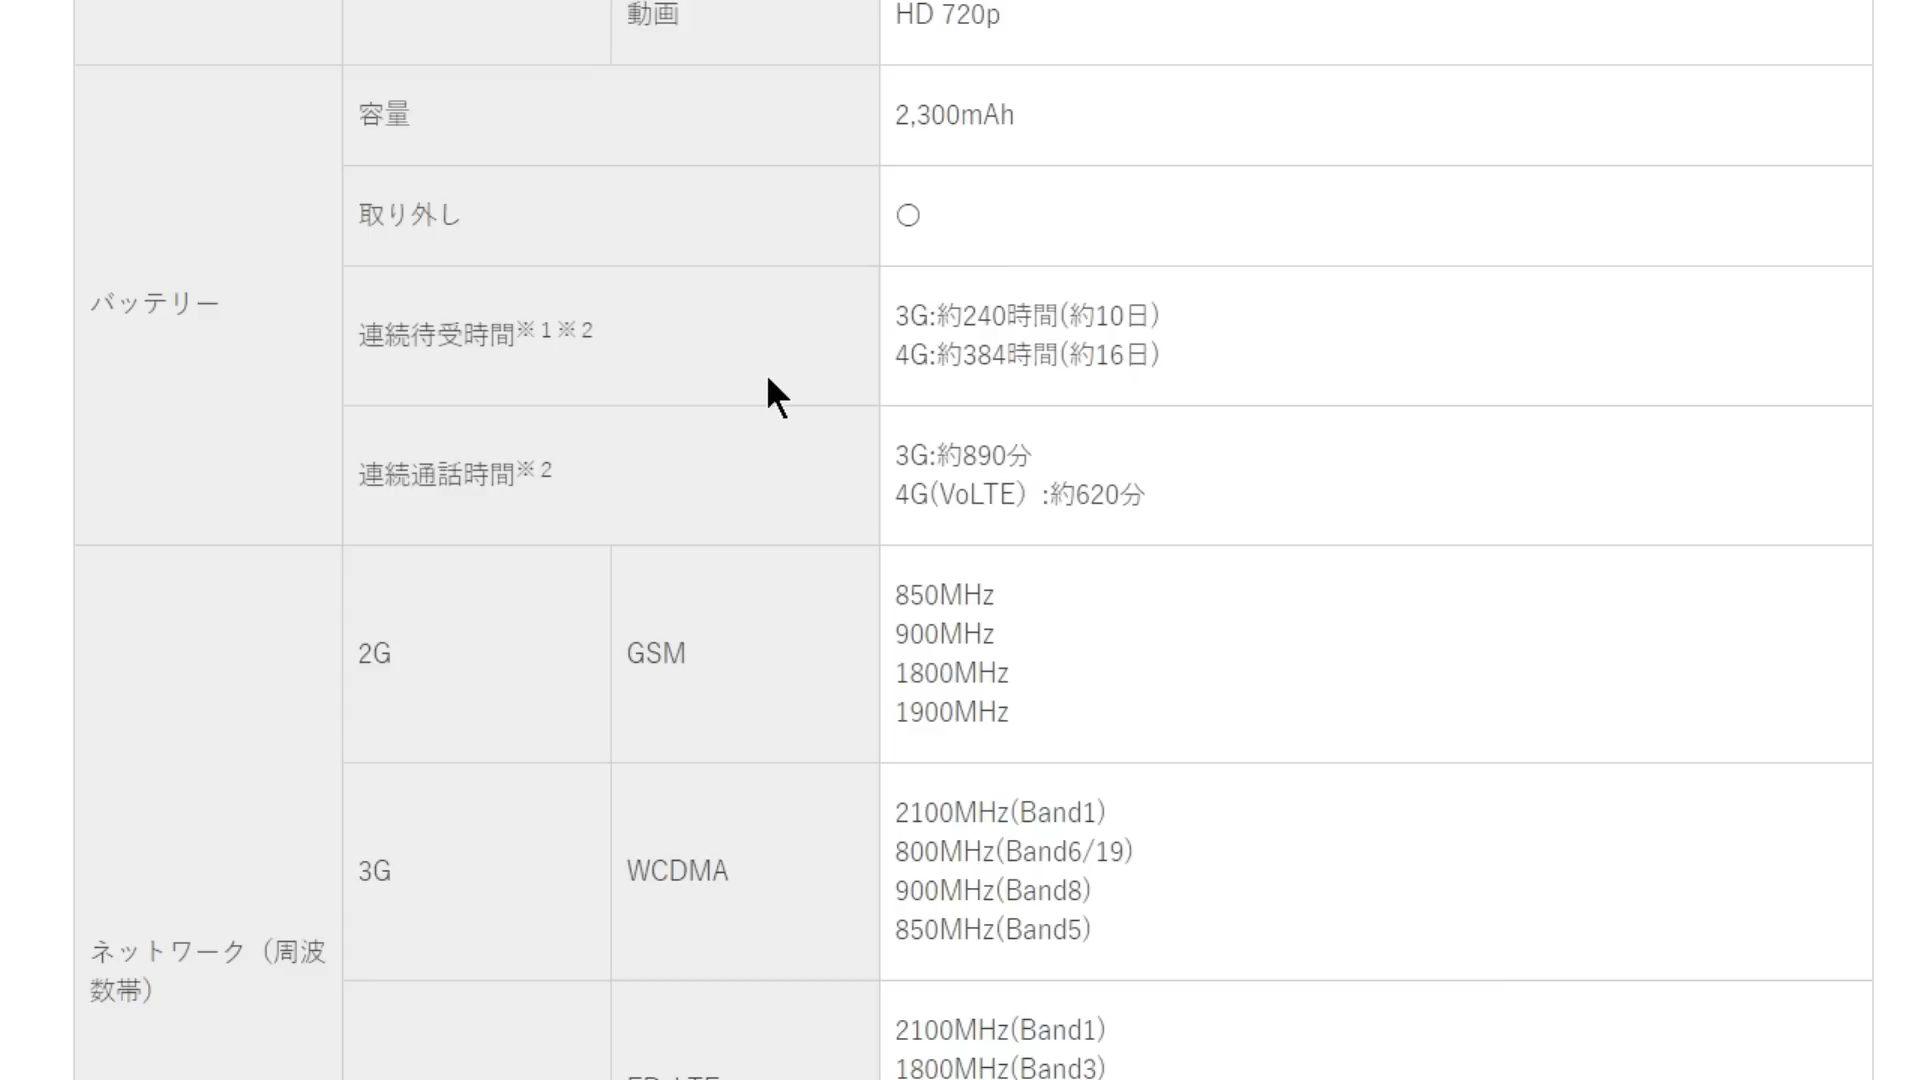 動画
HD 720p
バッテリー
容量
2,300mAh
取り外し
○
連続待受時間※1※2
3G:約240時間(約10日)
4G:約384時間(約16日)
連続通話時間※2
3G:約890分
4G(VoLTE）:約620分
ネットワーク（周波
数帯）
2G
GSM
850MHz
900MHz
1800MHz
1900MHz
3G
WCDMA
2100MHz(Band1)
800MHz(Band6/19)
900MHz(Band8)
850MHz(Band5)
2100MHz(Band1)
1800MHz(Band3)